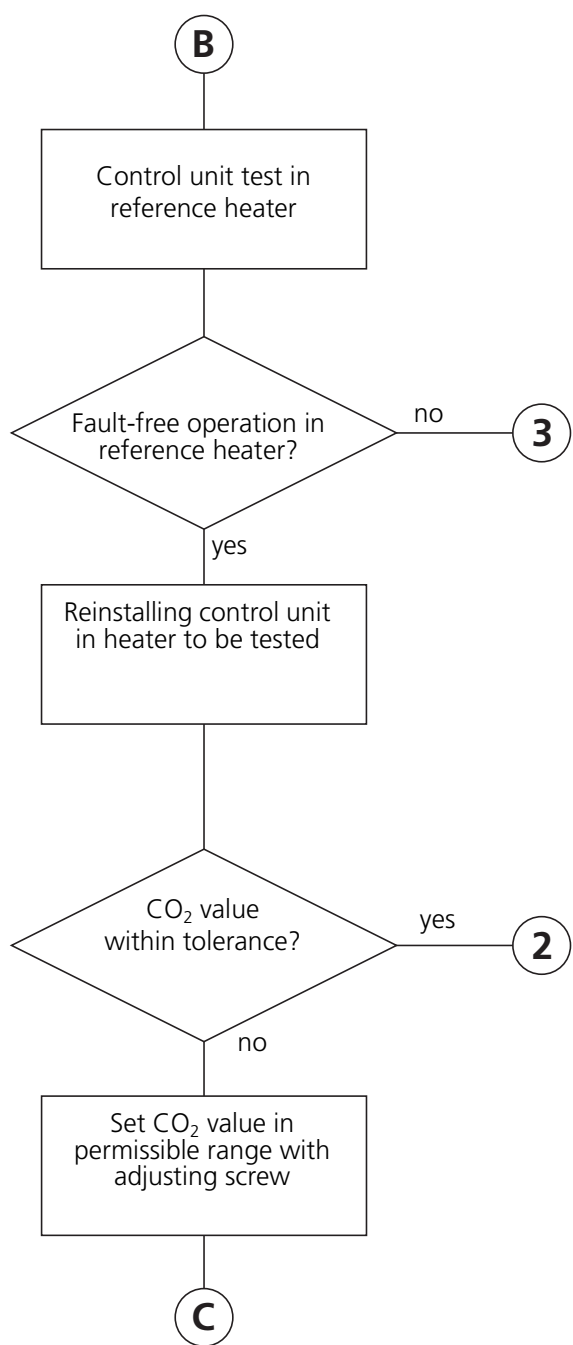 B
Control unit test in
reference heater
Fault-free operation in
reference heater?
no
3
yes
Reinstalling control unit
in heater to be tested
CO₂ value
within tolerance?
yes
2
no
Set CO₂ value in
permissible range with
adjusting screw
C